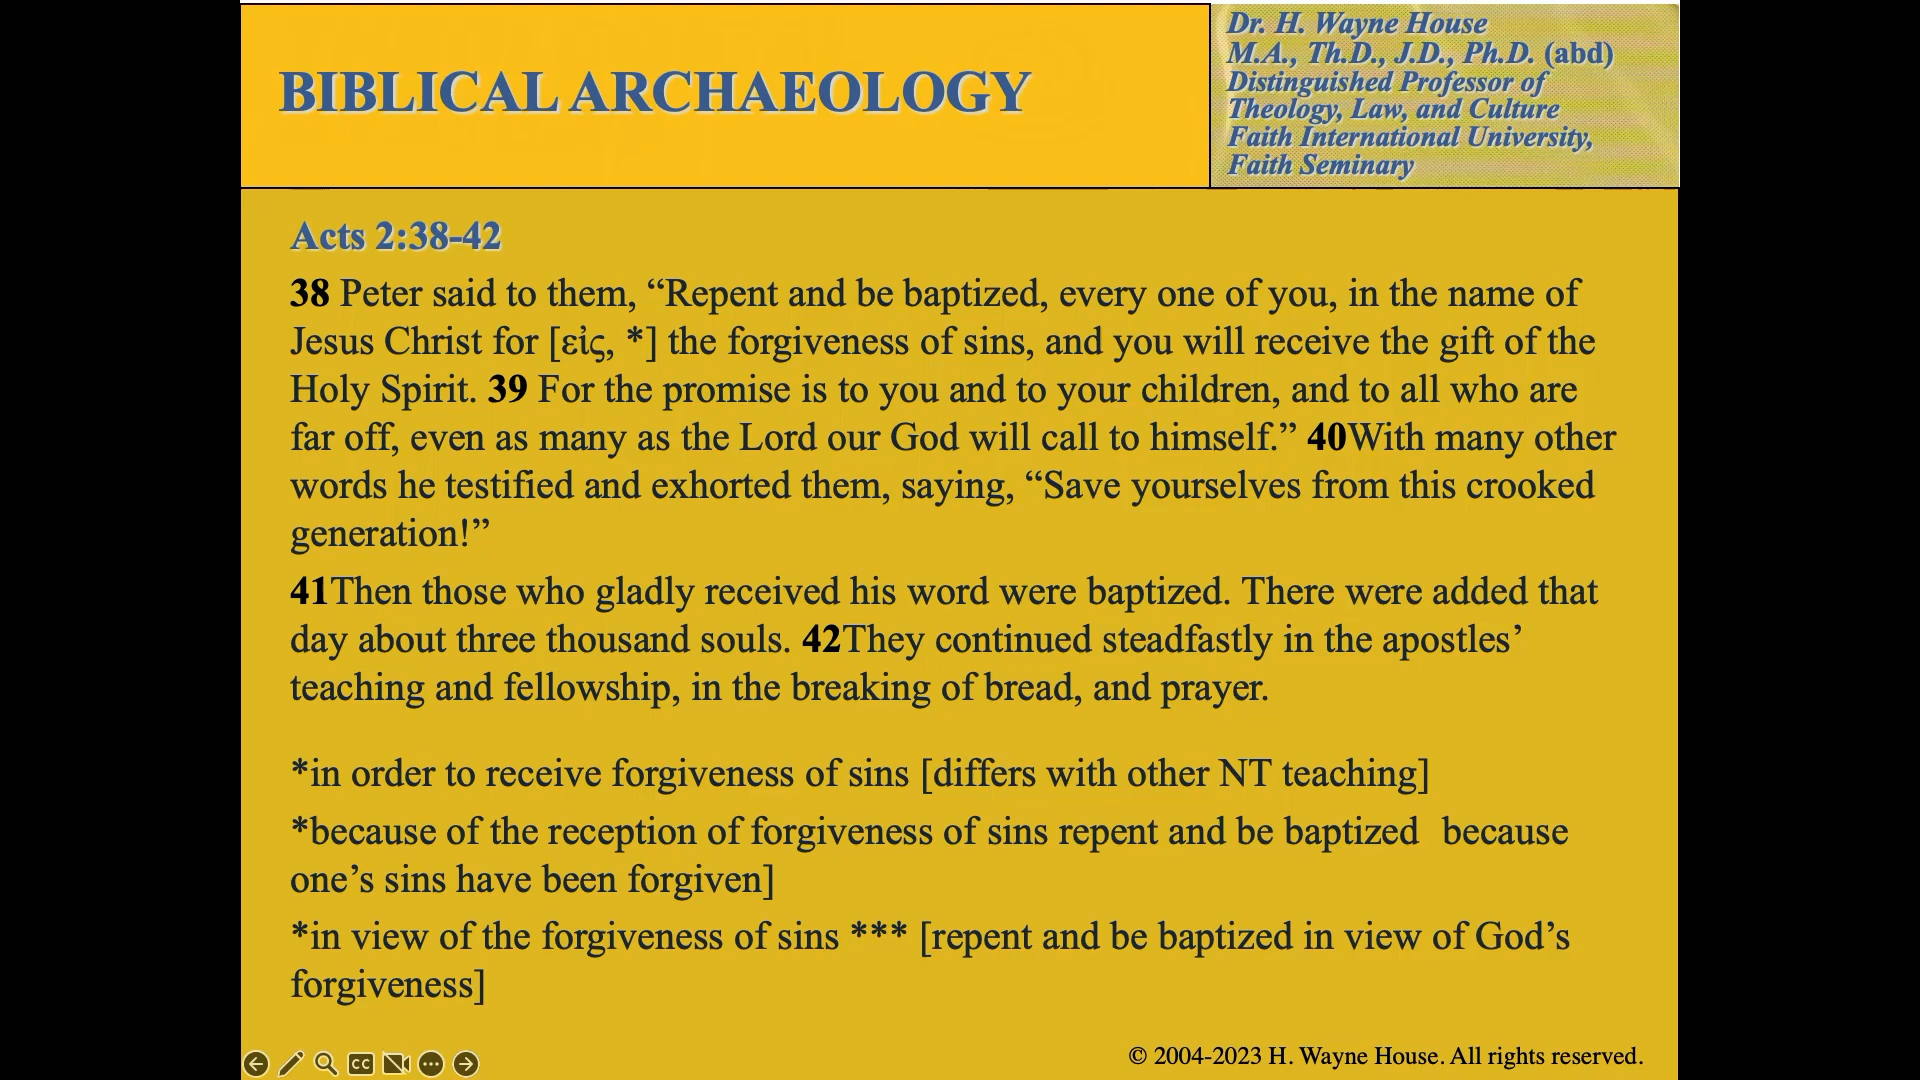 BIBLICAL ARCHAEOLOGY
Dr. H. Wayne House
M.A., Th.D., J.D., Ph.D. (abd)
Distinguished Professor of
Theology, Law, and Culture
Faith International University,
Faith Seminary
Acts 2:38-42
38 Peter said to them, “Repent and be baptized, every one of you, in the name of
Jesus Christ for [εἰς, *] the forgiveness of sins, and you will receive the gift of the
Holy Spirit. 39 For the promise is to you and to your children, and to all who are
far off, even as many as the Lord our God will call to himself.” 40With many other
words he testified and exhorted them, saying, “Save yourselves from this crooked
generation!”
41Then those who gladly received his word were baptized. There were added that
day about three thousand souls. 42They continued steadfastly in the apostles’
teaching and fellowship, in the breaking of bread, and prayer.
*in order to receive forgiveness of sins [differs with other NT teaching]
*because of the reception of forgiveness of sins repent and be baptized  because
one’s sins have been forgiven]
*in view of the forgiveness of sins *** [repent and be baptized in view of God’s
forgiveness]
© 2004-2023 H. Wayne House. All rights reserved.
CC